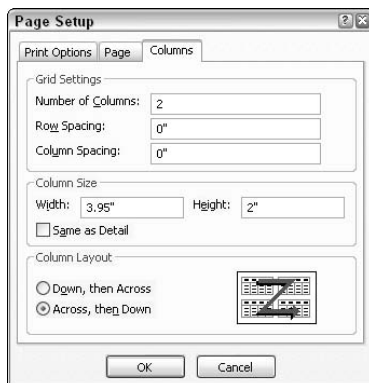 Page Setup
Print Options Page Columns
Grid Settings
Number of Columns: 2
Row Spacing: 0"
Column Spacing: 0"
Column Size
Width: 3.95" Height: 2"
Same as Detail
Column Layout
Down, then Across
Across, then Down
OK Cancel